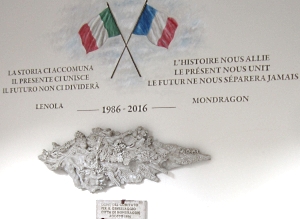 LA STORIA CI ACCOMUNA
IL PRESENTE CI UNISCE
IL FUTURO NON CI DIVIDERÀ
L'HISTOIRE NOUS ALLIE
LE PRÉSENT NOUS UNIT
LE FUTUR NE NOUS SÉPARERA JAMAIS
LENOLA
1986 - 2016
MONDRAGON